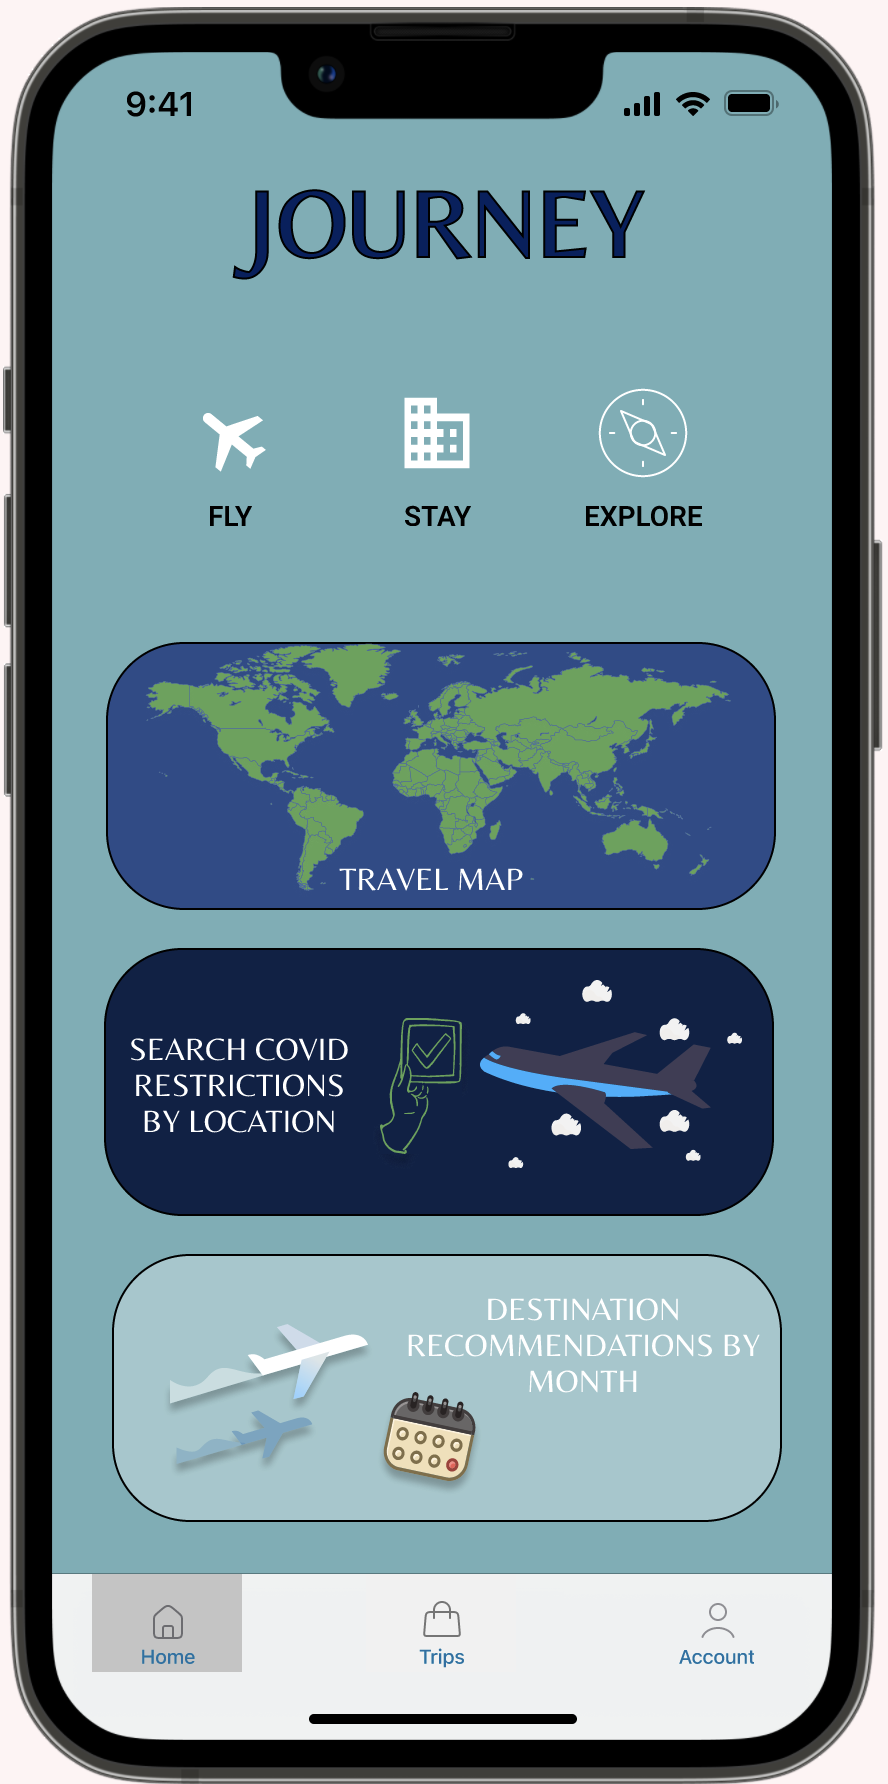 9:41
JOURNEY
FLY
STAY
EXPLORE
TRAVEL MAP
SEARCH COVID
RESTRICTIONS
BY LOCATION
DESTINATION
RECOMMENDATIONS BY
MONTH
Home
Trips
Account